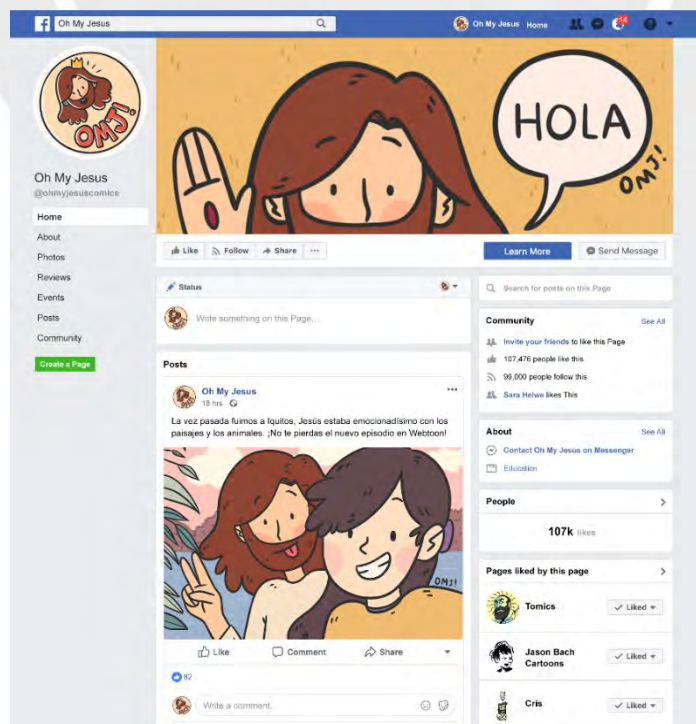 Oh My Jesus
Oh My Jesus Home
14
OMJ!
HOLA
OMJ!
Oh My Jesus
@ohmyjesuscomics
Home
About
Photos
Reviews
Events
Posts
Community
Create a Page
Like Follow Share ...
Learn More
Send Message
Status
Write something on this Page...
Posts
Oh My Jesus
18 hrs
La vez pasada fuimos a Iquitos, Jesús estaba emocionadísimo con los
paisajes y los animales. ¡No te pierdas el nuevo episodio en Webtoon!
OMJ!
Like Comment Share
82
Write a comment.
Search for posts on this Page
Community See All
Invite your friends to like this Page
107,476 people like this
99,000 people follow this
Sara Helwe likes This
About See All
Contact Oh My Jesus on Messenger
Education
People
107k likes
Pages liked by this page
Tomics Liked
Jason Bach
Cartoons
Liked
Cris Liked